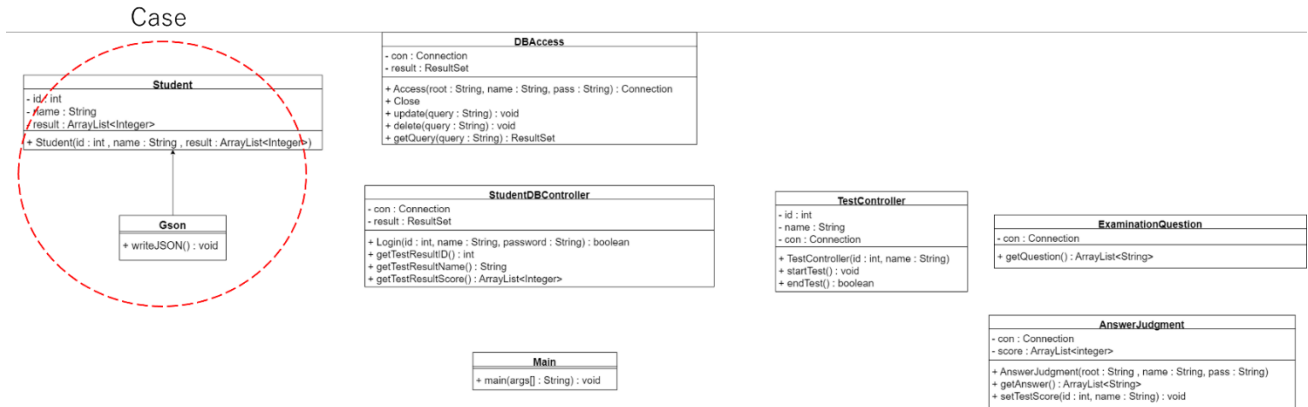 Case
Student
- id : int
- name : String
- result : ArrayList<Integer>
+ Student(id : int , name : String , result : ArrayList<Integer>)
Gson
+ writeJSON() : void
DBAccess
- con : Connection
- result : ResultSet
+ Access(root : String, name : String, pass : String) : Connection
+ Close
+ update(query : String) : void
+ delete(query : String) : void
+ getQuery(query : String) : ResultSet
StudentDBController
- con : Connection
- result : ResultSet
+ Login(id : int, name : String, password : String) : boolean
+ getTestResultID() : int
+ getTestResultName() : String
+ getTestResultScore() : ArrayList<Integer>
Main
+ main(args[] : String) : void
TestController
- id : int
- name : String
- con : Connection
+ TestController(id : int, name : String)
+ startTest() : void
+ endTest() : boolean
ExaminationQuestion
- con : Connection
+ getQuestion() : ArrayList<String>
AnswerJudgment
- con : Connection
- score : ArrayList<integer>
+ AnswerJudgment(root : String , name : String, pass : String)
+ getAnswer() : ArrayList<String>
+ setTestScore(id : int, name : String) : void